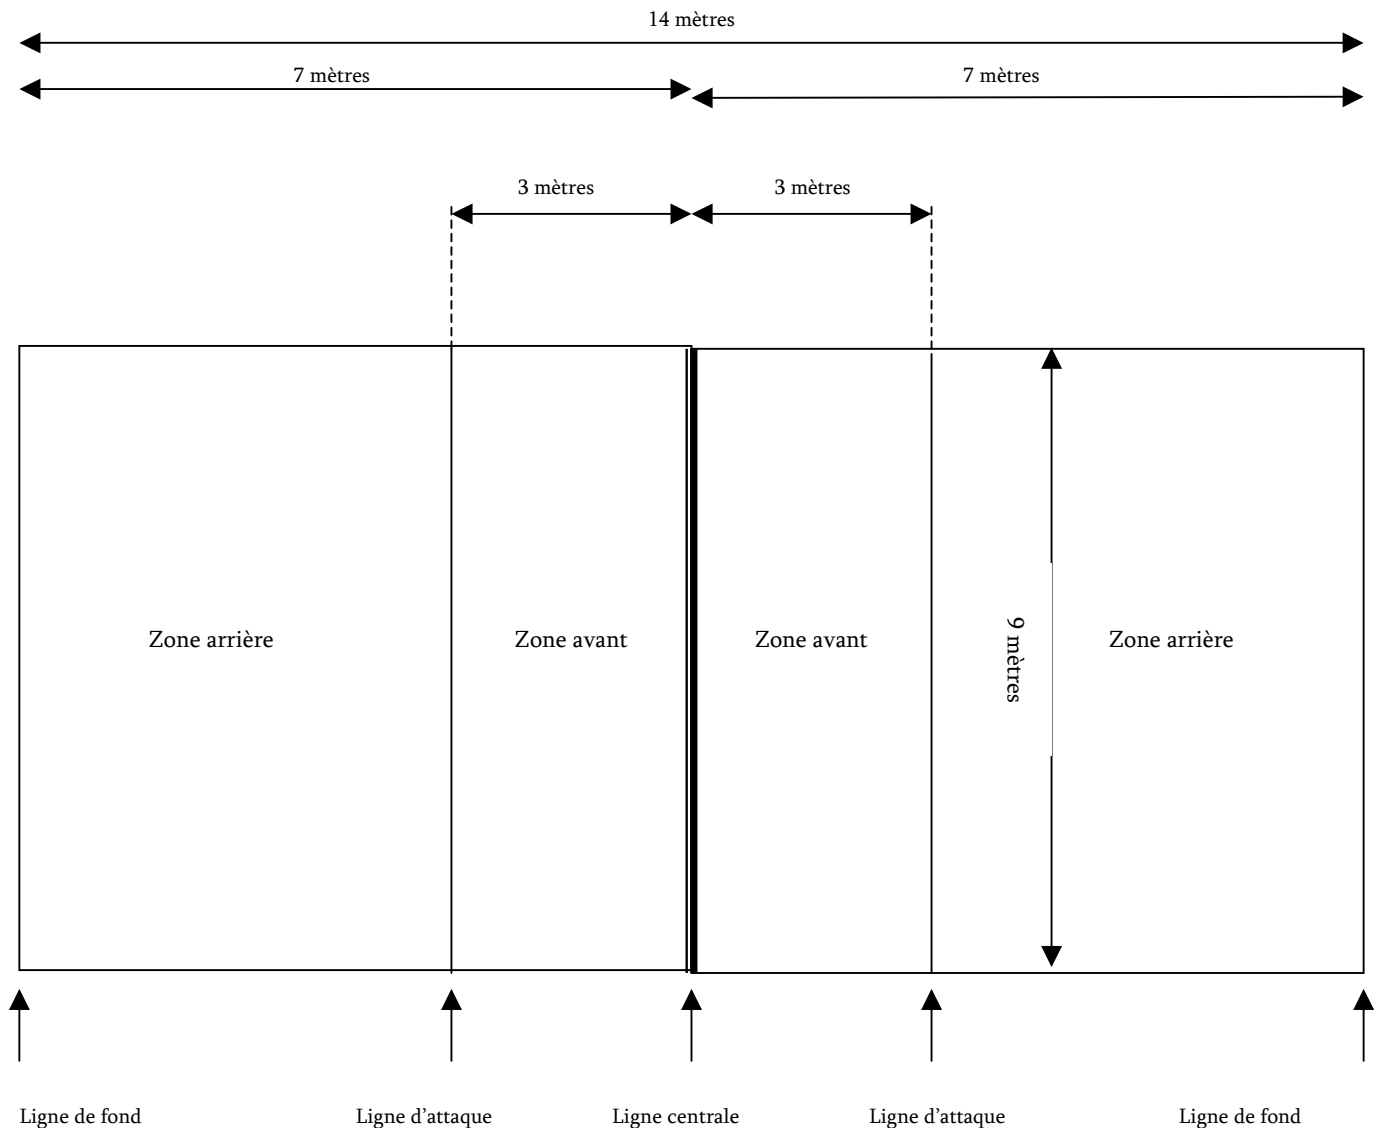 14 mètres
7 mètres
7 mètres
3 mètres
3 mètres
Zone arrière
Zone avant
Zone avant
9 mètres
Zone arrière
Ligne de fond
Ligne d’attaque
Ligne centrale
Ligne d’attaque
Ligne de fond